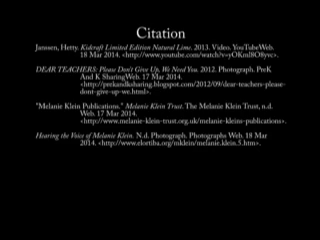 Citation
Janssen, Hetty. Kidcraft Limited Edition Natural Lime. 2013. Video. YouTubeWeb.
18 Mar 2014. <http://www.youtube.com/watch?v=yOKmf8O8yvc>.
DEAR TEACHERS: Please Don't Give Up, We Need You. 2012. Photograph. PreK
And K SharingWeb. 17 Mar 2014.
<http://prekandksharing.blogspot.com/2012/09/dear-teachers-please-
dont-give-up-we.html>.
"Melanie Klein Publications." Melanie Klein Trust. The Melanie Klein Trust, n.d.
Web. 17 Mar 2014.
<http://www.melanie-klein-trust.org.uk/melanie-kleins-publications>.
Hearing the Voice of Melanie Klein. N.d. Photograph. Photographs Web. 18 Mar
2014. <http://www.elortiba.org/mklein/melanie.klein.5.htm>.